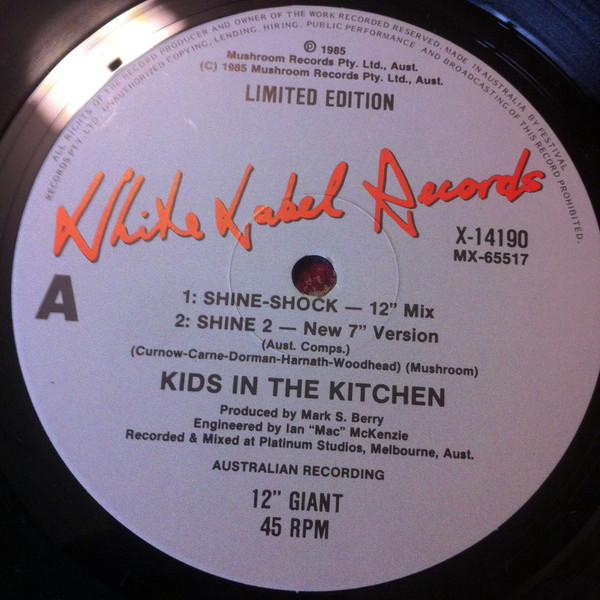 ALL RIGHTS OF THE RECORD PRODUCER AND OWNER OF THE WORK RECORDED RESERVED. MADE IN AUSTRALIA BY FESTIVAL
RECORDS PTY. LTD. UNAUTHORIZED COPYING, LENDING, HIRING, PUBLIC PERFORMANCE AND BROADCASTING OF THIS RECORD PROHIBITED.
Ⓟ 1985
Mushroom Records Pty. Ltd., Aust.
(C) 1985 Mushroom Records Pty. Ltd., Aust.
LIMITED EDITION
White Label Records
X-14190
MX-65517
A
1: SHINE-SHOCK — 12” Mix
2: SHINE 2 — New 7” Version
(Aust. Comps.)
(Curnow-Carne-Dorman-Harnath-Woodhead) (Mushroom)
KIDS IN THE KITCHEN
Produced by Mark S. Berry
Engineered by Ian “Mac” McKenzie
Recorded & Mixed at Platinum Studios, Melbourne, Aust.
AUSTRALIAN RECORDING
12” GIANT
45 RPM